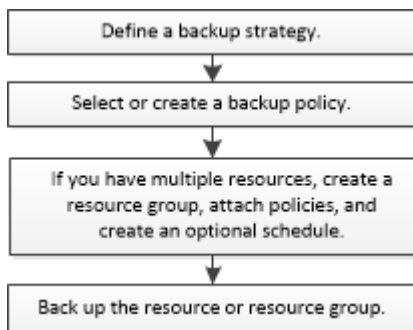 Define a backup strategy.
Select or create a backup policy.
If you have multiple resources, create a
resource group, attach policies, and
create an optional schedule.
Back up the resource or resource group.